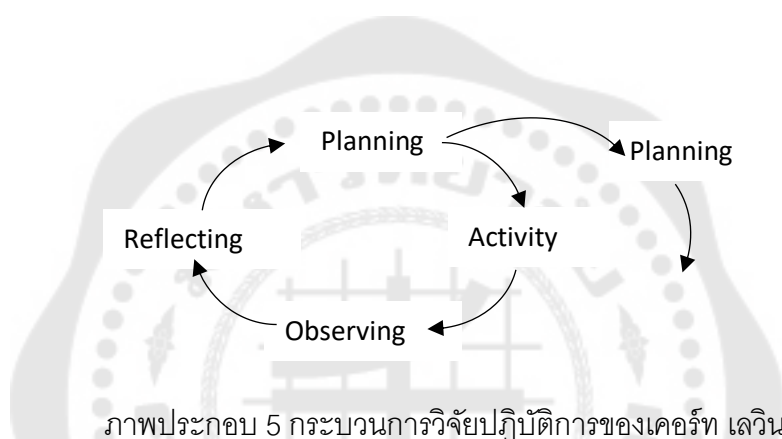 Planning
Planning
Reflecting
Activity
Observing
ภาพประกอบ 5 กระบวนการวิจัยปฏิบัติการของเคอร์ท เลวิน